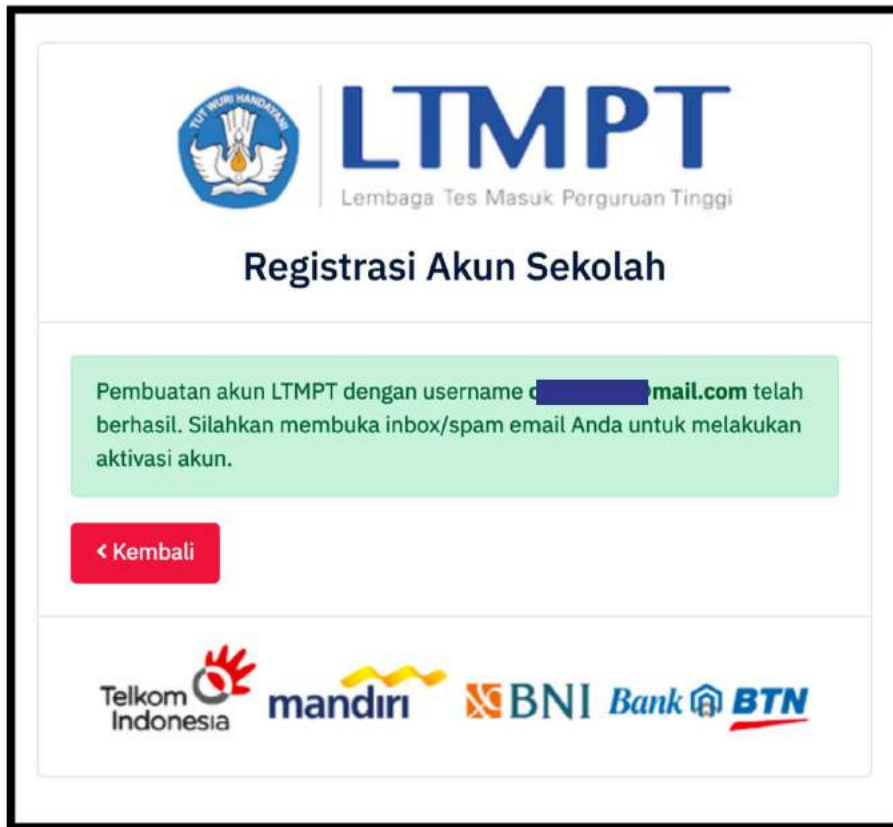 TUT WURI HANDAYANI
LTMPT
Lembaga Tes Masuk Perguruan Tinggi
Registrasi Akun Sekolah
Pembuatan akun LTMPT dengan username mail.com telah
berhasil. Silahkan membuka inbox/spam email Anda untuk melakukan
aktivasi akun.
< Kembali
Telkom
Indonesia
mandiri
BNI
Bank BTN